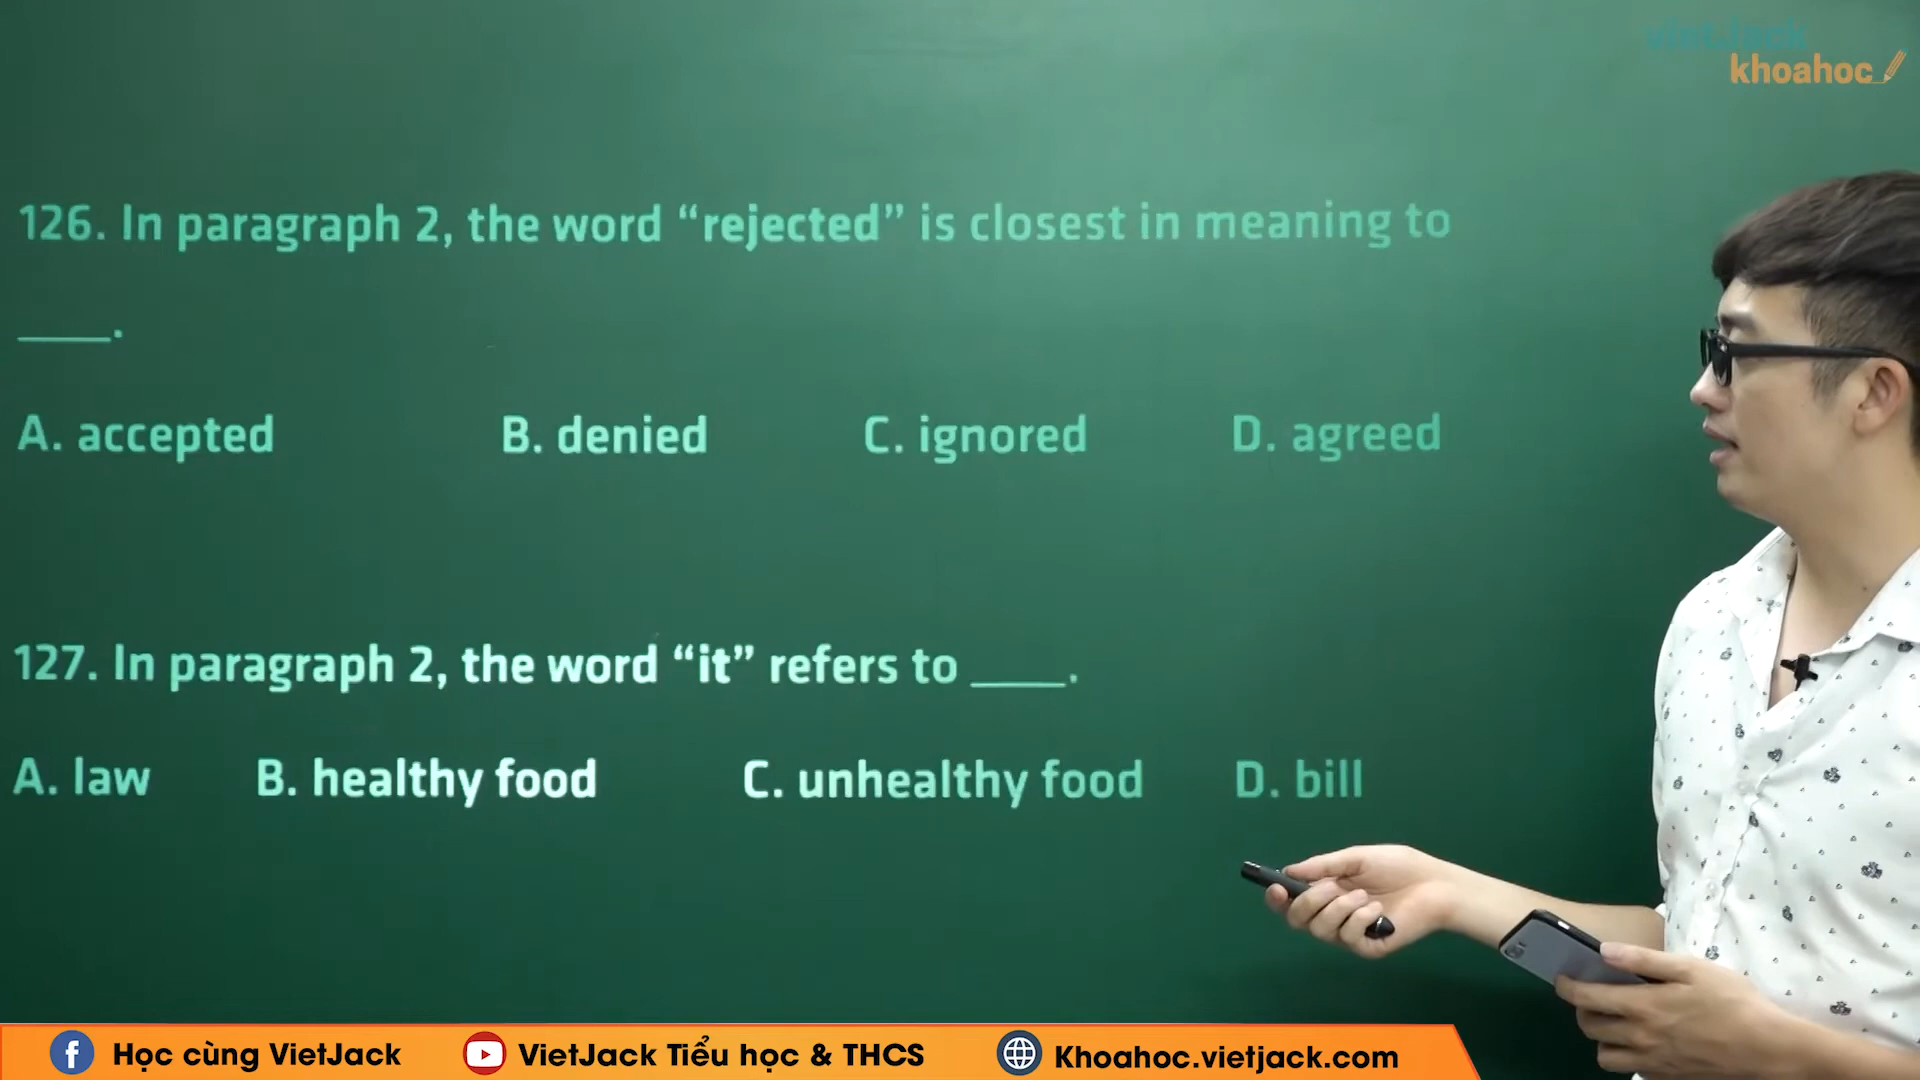 vietjack
khoahoc
126. In paragraph 2, the word “rejected” is closest in meaning to
____.
A. accepted B. denied C. ignored D. agreed
127. In paragraph 2, the word “it” refers to ____.
A. law B. healthy food C. unhealthy food D. bill
Học cùng VietJack VietJack Tiểu học & THCS Khoahoc.vietjack.com